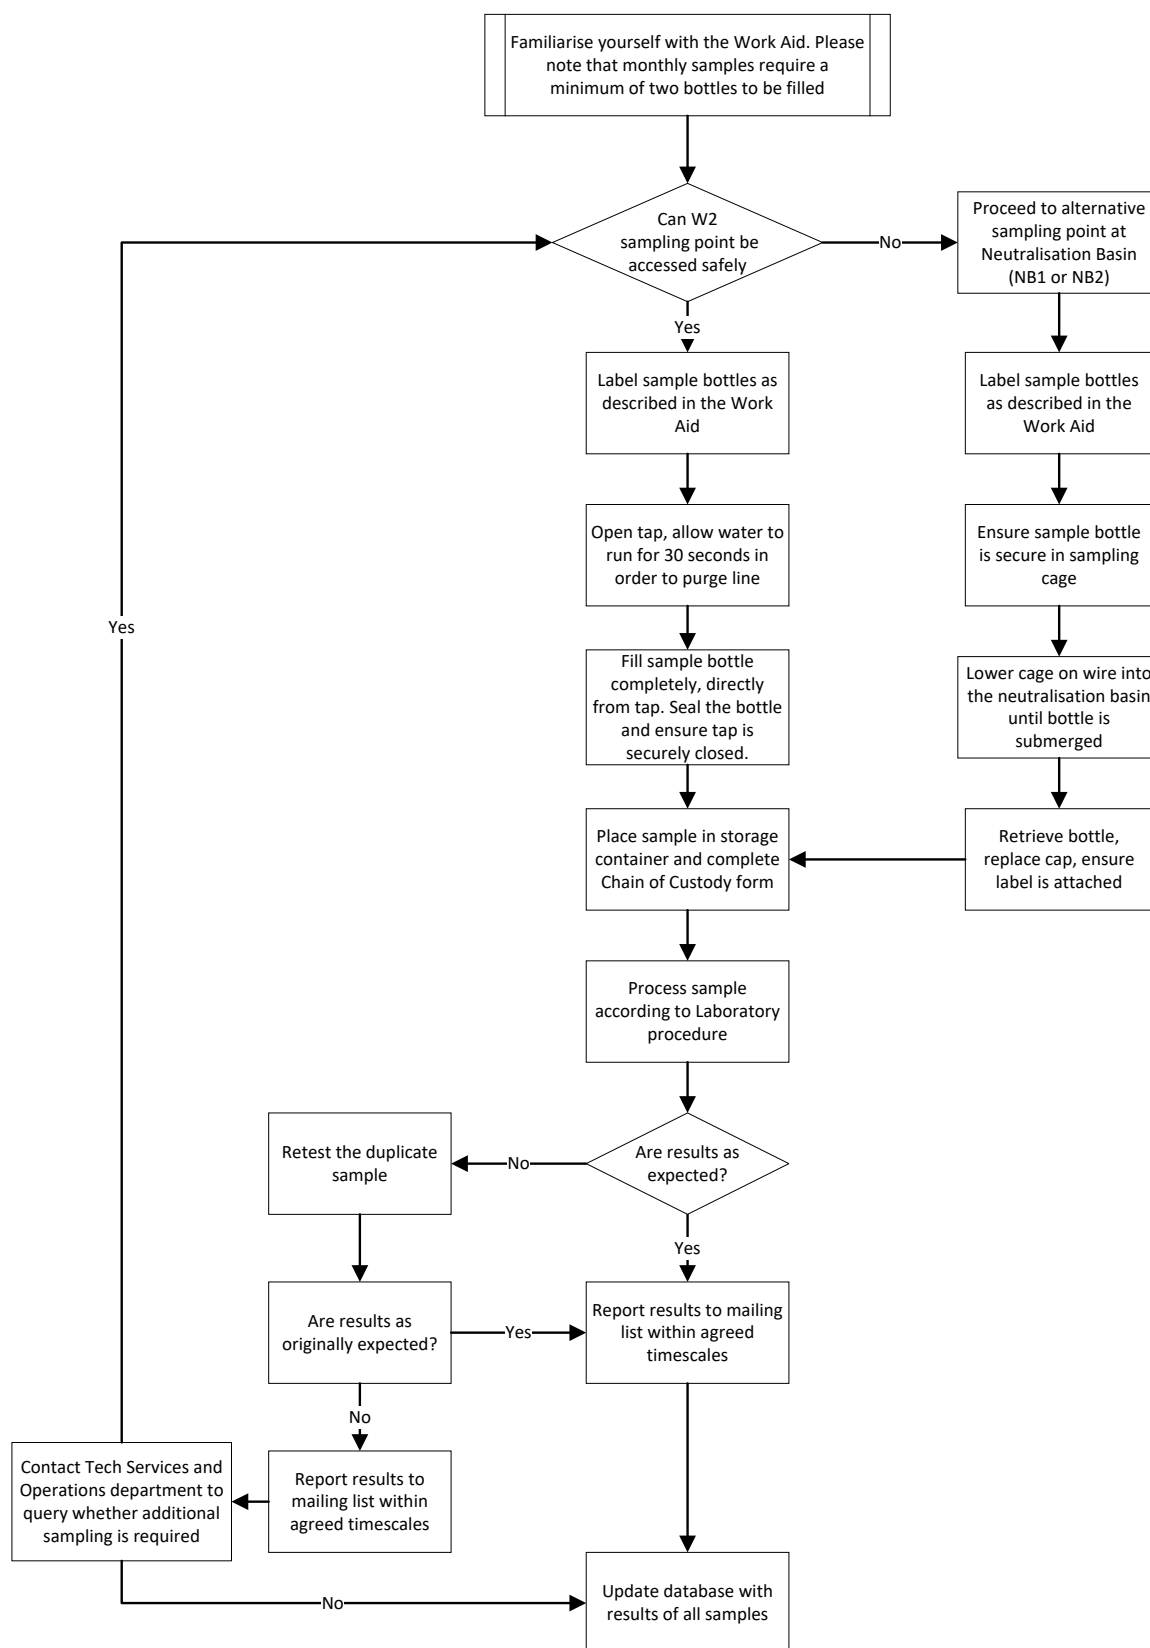 Familiarise yourself with the Work Aid. Please
note that monthly samples require a
minimum of two bottles to be filled
Can W2
sampling point be
accessed safely
No
Proceed to alternative
sampling point at
Neutralisation Basin
(NB1 or NB2)
Yes
Label sample bottles as
described in the Work
Aid
Label sample bottles
as described in the
Work Aid
Open tap, allow water to
run for 30 seconds in
order to purge line
Ensure sample bottle
is secure in sampling
cage
Yes
Fill sample bottle
completely, directly
from tap. Seal the bottle
and ensure tap is
securely closed.
Lower cage on wire into
the neutralisation basin
until bottle is
submerged
Place sample in storage
container and complete
Chain of Custody form
Retrieve bottle,
replace cap, ensure
label is attached
Process sample
according to Laboratory
procedure
Are results as
expected?
No
Retest the duplicate
sample
Yes
Are results as
originally expected?
Yes
Report results to mailing
list within agreed
timescales
No
Report results to
mailing list within
agreed timescales
Contact Tech Services and
Operations department to
query whether additional
sampling is required
No
Update database with
results of all samples